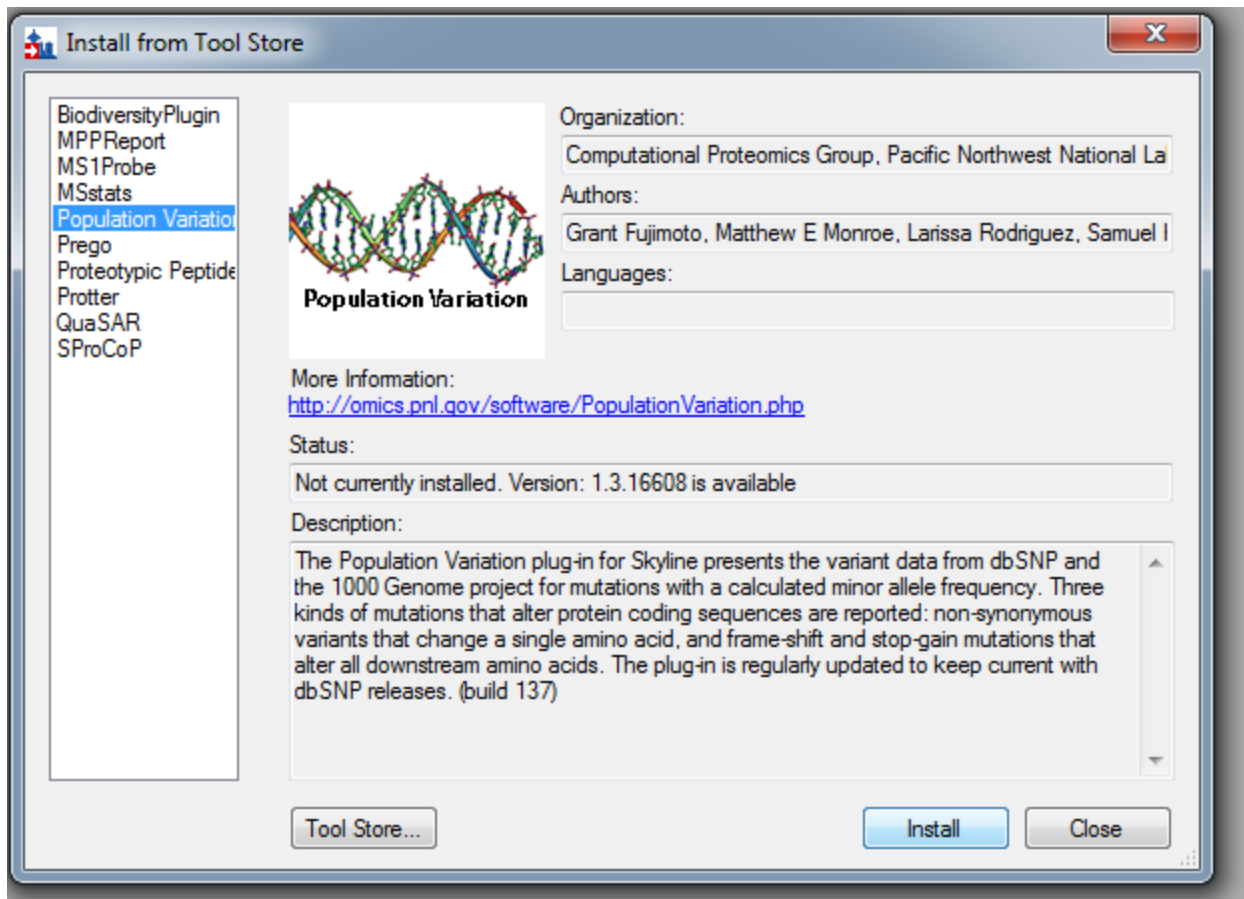 Install from Tool Store
BiodiversityPlugin
MPPReport
MS1Probe
MSstats
Population Variation
Prego
Proteotypic Peptide
Protter
QuaSAR
SProCoP
Population Variation
Organization:
Computational Proteomics Group, Pacific Northwest National La
Authors:
Grant Fujimoto, Matthew E Monroe, Larissa Rodriguez, Samuel
Languages:
More Information:
http://omics.pnl.gov/software/PopulationVariation.php
Status:
Not currently installed. Version: 1.3.16608 is available
Description:
The Population Variation plug-in for Skyline presents the variant data from dbSNP and
the 1000 Genome project for mutations with a calculated minor allele frequency. Three
kinds of mutations that alter protein coding sequences are reported: non-synonymous
variants that change a single amino acid, and frame-shift and stop-gain mutations that
alter all downstream amino acids. The plug-in is regularly updated to keep current with
dbSNP releases. (build 137)
Tool Store...
Install
Close